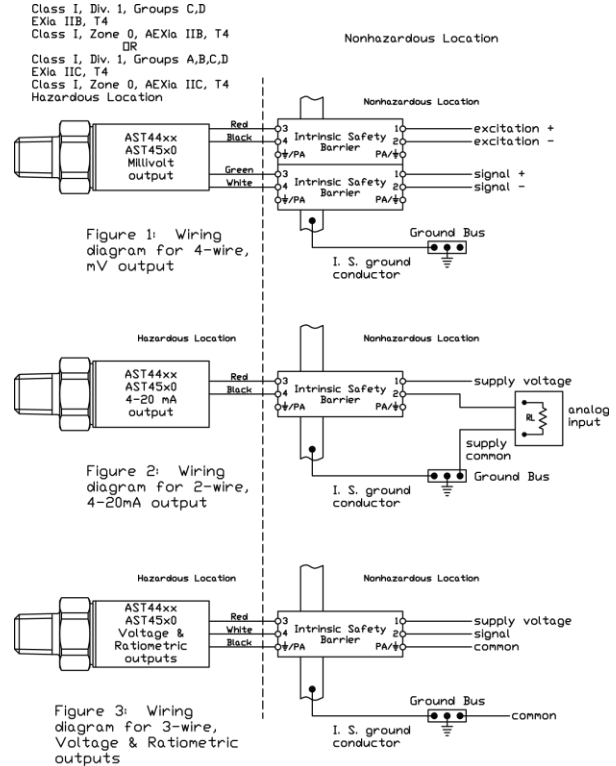 Class I, Div. 1, Groups C,D
EXia IIB, T4
Class I, Zone 0, AEXia IIB, T4
OR
Class I, Div. 1, Groups A,B,C,D
EXia IIC, T4
Class I, Zone 0, AEXia IIC, T4
Hazardous Location
Nonhazardous Location
Nonhazardous Location
AST44xx
AST45x0
Millivolt
output
Red
Black
Green
White
3
4
⏚/PA
Intrinsic Safety
Barrier
1
2
PA/⏚
excitation +
excitation -
3
4
⏚/PA
Intrinsic Safety
Barrier
1
2
PA/⏚
signal +
signal -
Ground Bus
I. S. ground
conductor
Figure 1: Wiring
diagram for 4-wire,
mV output
Hazardous Location
Nonhazardous Location
AST44xx
AST45x0
4-20 mA
output
Red
Black
3
4
⏚/PA
Intrinsic Safety
Barrier
1
2
PA/⏚
supply voltage
RL
analog
input
supply
common
Ground Bus
I. S. ground
conductor
Figure 2: Wiring
diagram for 2-wire,
4-20mA output
Hazardous Location
Nonhazardous Location
AST44xx
AST45x0
Voltage &
Ratiometric
outputs
Red
White
Black
3
4
⏚/PA
Intrinsic Safety
Barrier
1
2
PA/⏚
supply voltage
signal
common
Ground Bus
common
I. S. ground
conductor
Figure 3: Wiring
diagram for 3-wire,
Voltage & Ratiometric
outputs